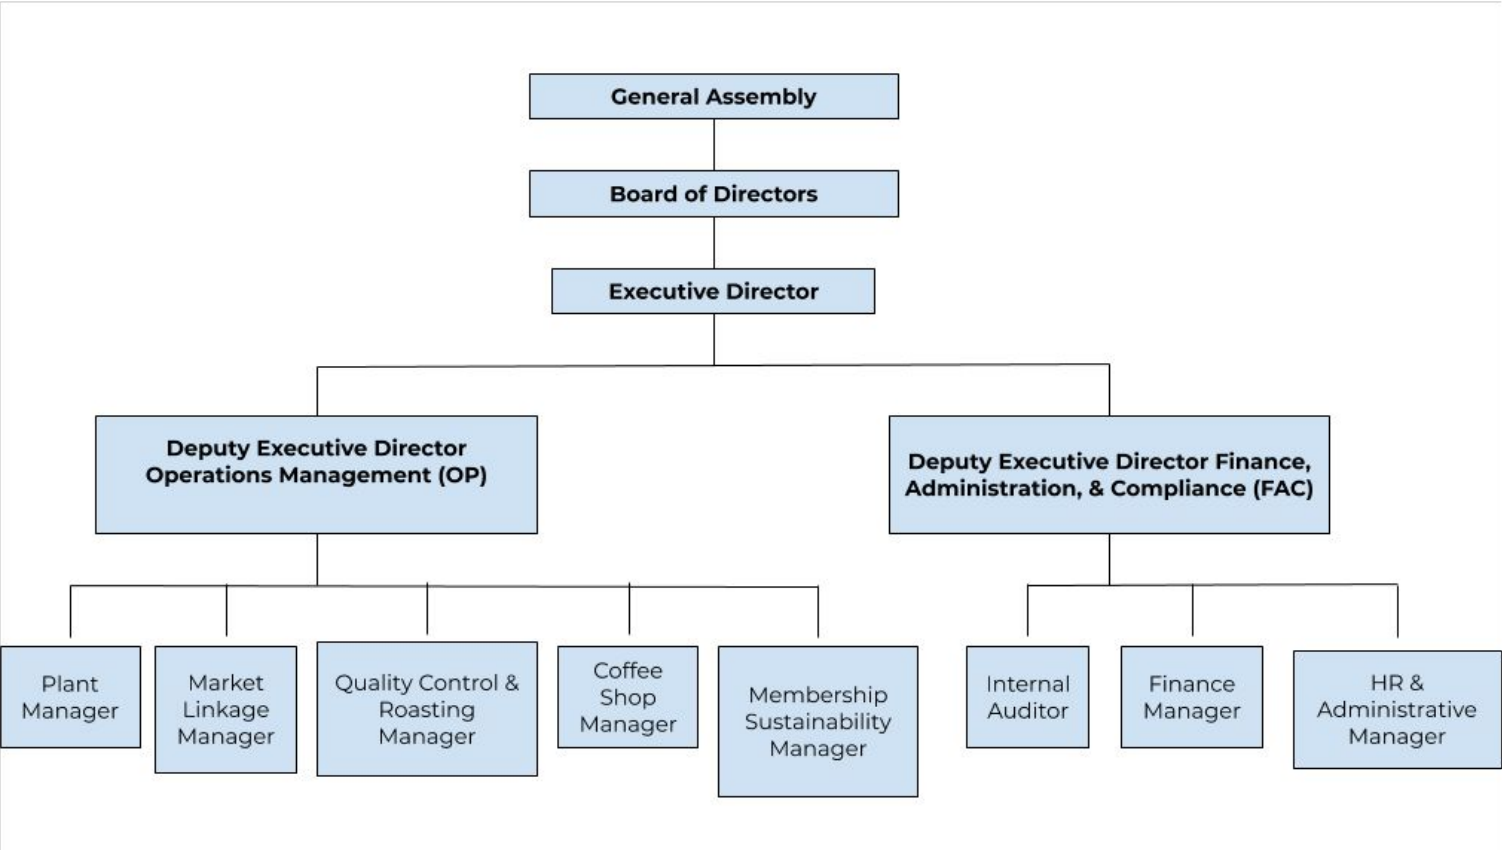 General Assembly
Board of Directors
Executive Director
Deputy Executive Director
Operations Management (OP)
Deputy Executive Director Finance,
Administration, & Compliance (FAC)
Plant
Manager
Market
Linkage
Manager
Quality Control &
Roasting
Manager
Coffee
Shop
Manager
Membership
Sustainability
Manager
Internal
Auditor
Finance
Manager
HR &
Administrative
Manager